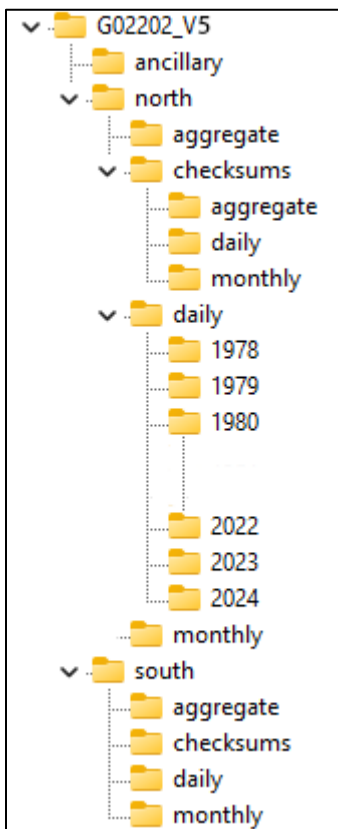 G02202_V5
ancillary
north
aggregate
checksums
aggregate
daily
monthly
daily
1978
1979
1980
2022
2023
2024
monthly
south
aggregate
checksums
daily
monthly